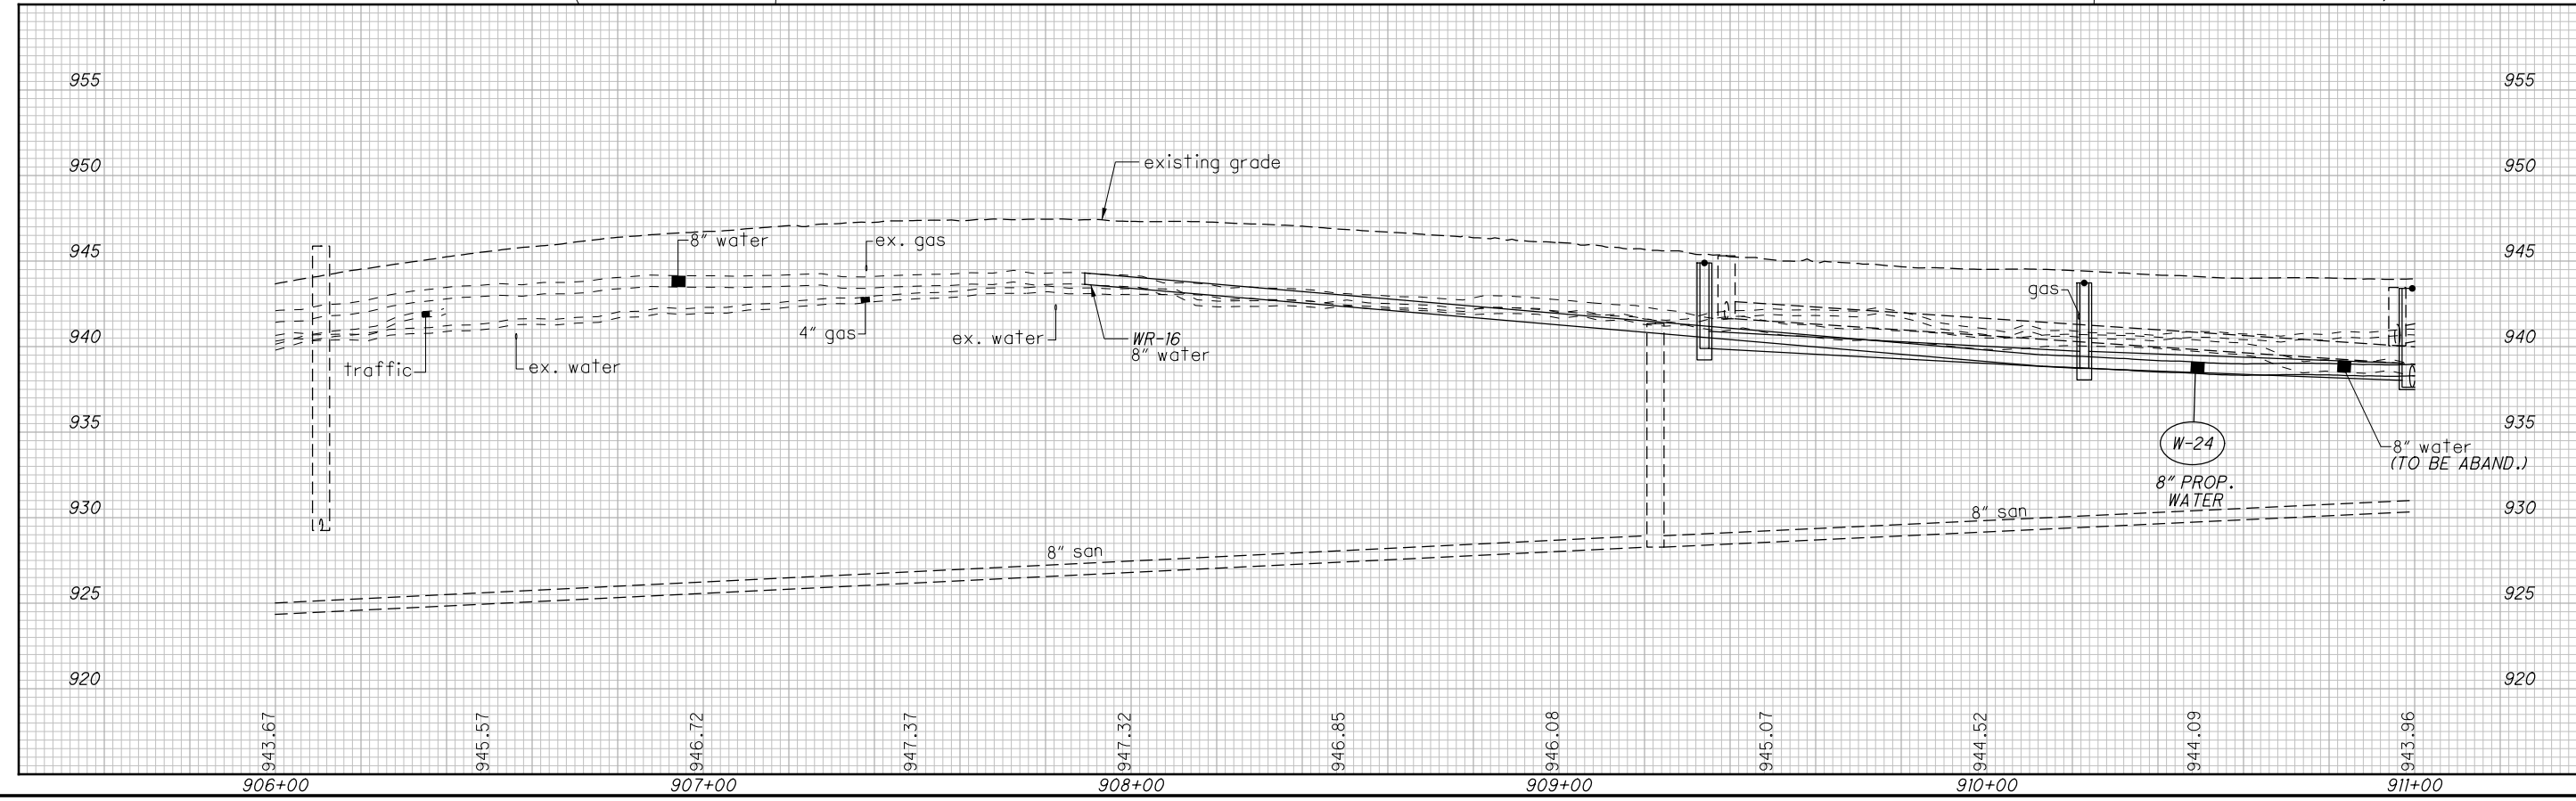 955
955
950
950
existing grade
945
945
8" water
ex. gas
gas
940
940
4" gas
ex. water
WR-16
8" water
traffic
ex. water
935
935
W-24
8" water
(TO BE ABAND.)
8" PROP.
WATER
930
930
8" san
8" san
925
925
920
920
943.67
945.57
946.72
947.37
947.32
946.85
946.08
945.07
944.52
944.09
943.96
906+00
907+00
908+00
909+00
910+00
911+00